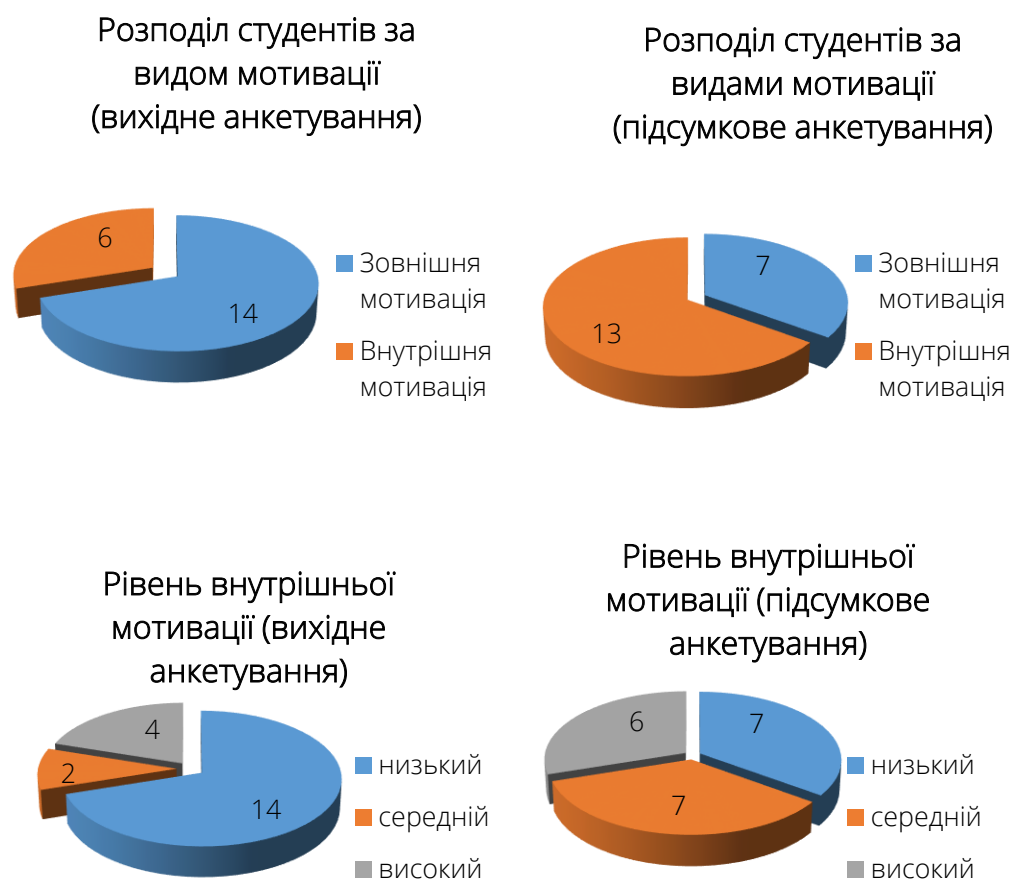 Розподіл студентів за
видом мотивації
(вихідне анкетування)
6
14
Зовнішня
мотивація
Внутрішня
мотивація
Розподіл студентів за
видами мотивації
(підсумкове анкетування)
7
13
Зовнішня
мотивація
Внутрішня
мотивація
Рівень внутрішньої
мотивації (вихідне
анкетування)
4
2
14
низький
середній
високий
Рівень внутрішньої
мотивації (підсумкове
анкетування)
6
7
7
низький
середній
високий